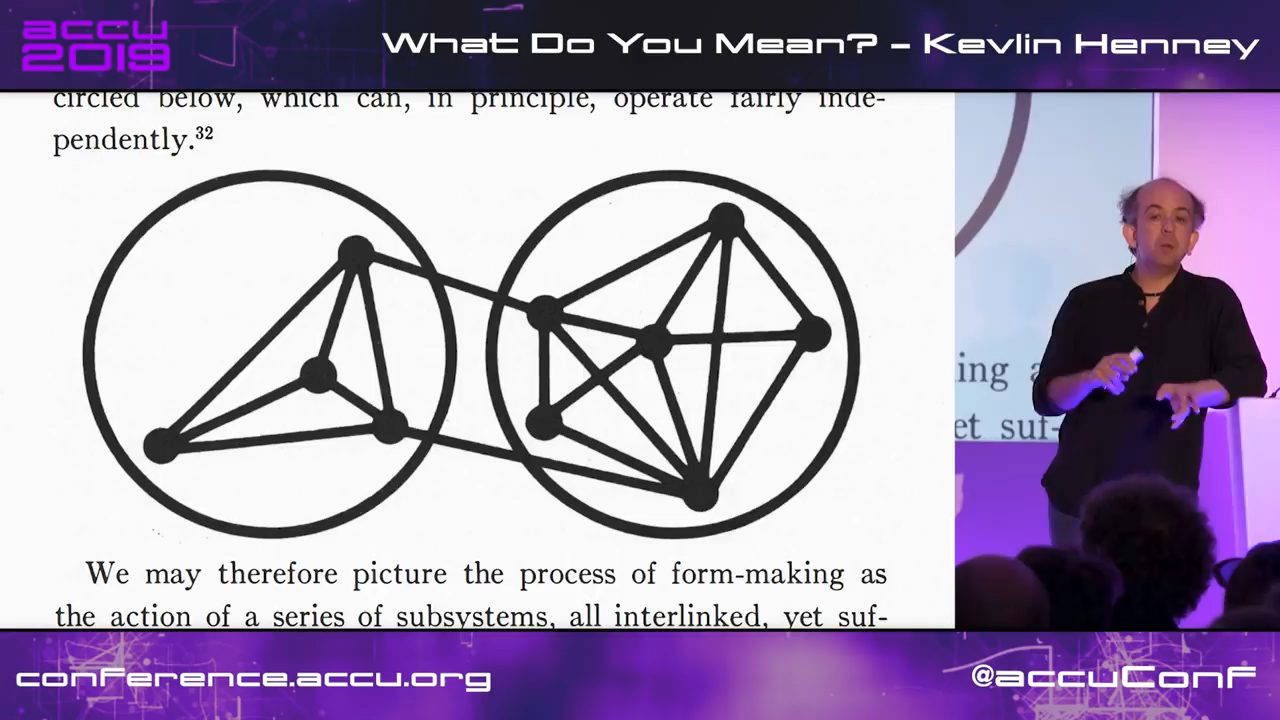 accu
2019
What Do You Mean? – Kevlin Henney
circled below, which can, in principle, operate fairly inde-
pendently.³²
We may therefore picture the process of form-making as
the action of a series of subsystems, all interlinked, yet suf-
ing a
et suf-
conference.accu.org
@accuConf